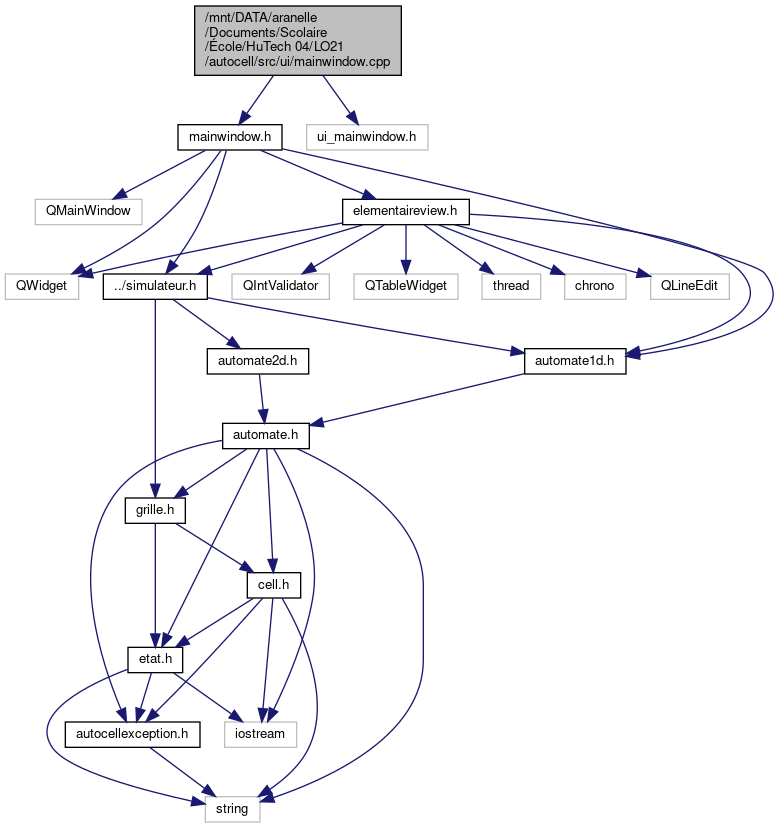 /mnt/DATA/aranelle
/Documents/Scolaire
/École/HuTech 04/LO21
/autocell/src/ui/mainwindow.cpp
mainwindow.h
ui_mainwindow.h
QMainWindow
elementaireview.h
QWidget
../simulateur.h
QIntValidator
QTableWidget
thread
chrono
QLineEdit
automate2d.h
automate1d.h
automate.h
grille.h
cell.h
etat.h
autocellexception.h
iostream
string